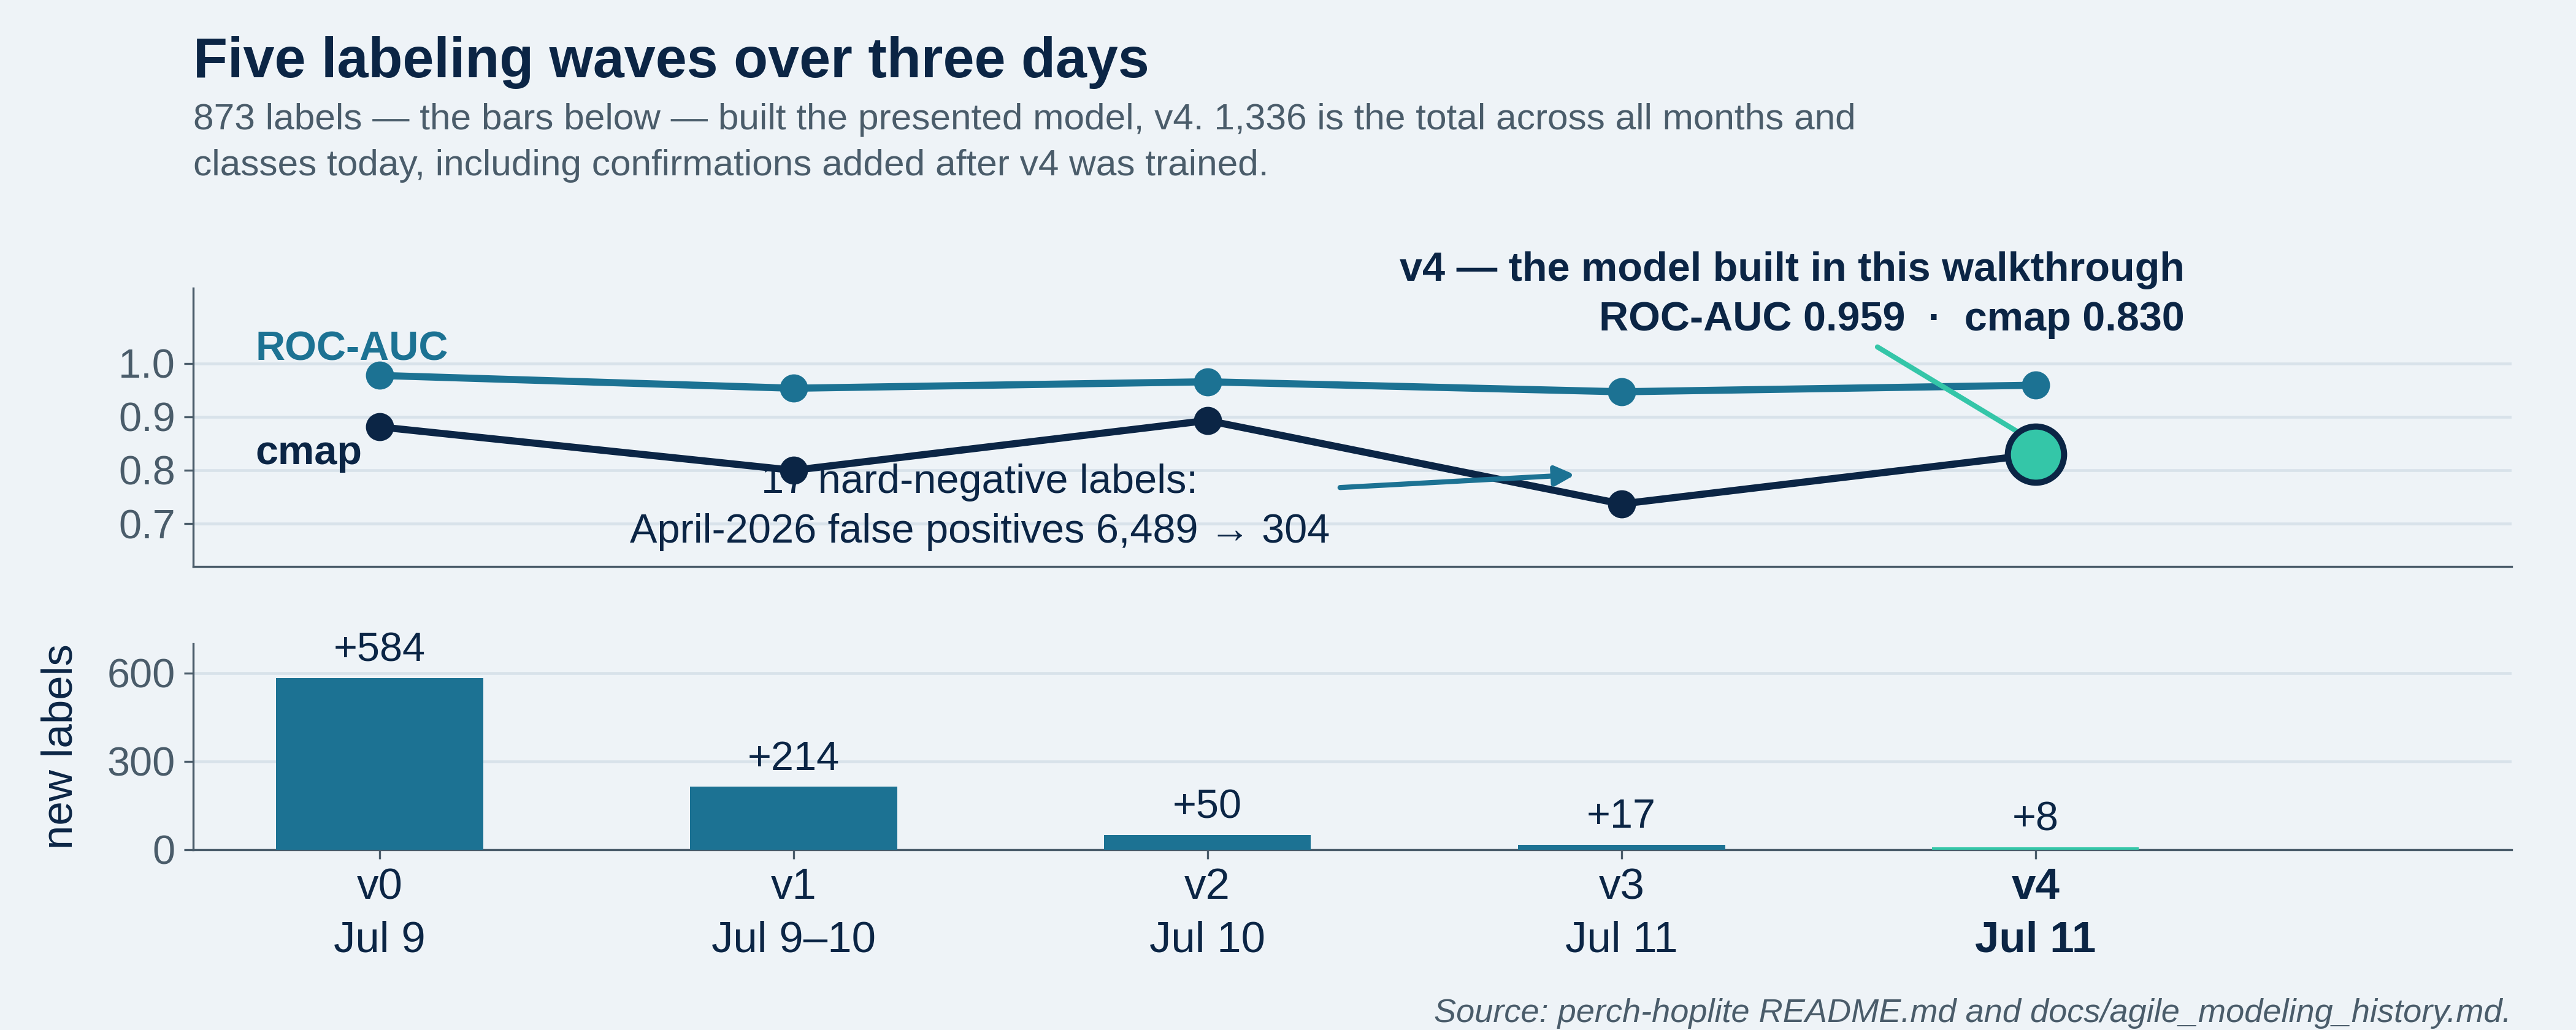 Five labeling waves over three days
873 labels — the bars below — built the presented model, v4. 1,336 is the total across all months and
classes today, including confirmations added after v4 was trained.
v4 — the model built in this walkthrough
ROC-AUC 0.959 · cmap 0.830
ROC-AUC
1.0
0.9
cmap
0.8
17 hard-negative labels:
0.7
April-2026 false positives 6,489 → 304
new labels
+584
600
+214
300
+50
+17
+8
0
v0
v1
v2
v3
v4
Jul 9
Jul 9–10
Jul 10
Jul 11
Jul 11
Source: perch-hoplite README.md and docs/agile_modeling_history.md.